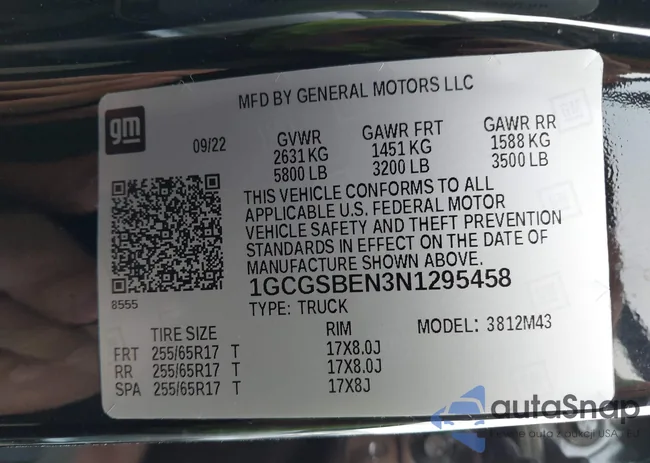 MFD BY GENERAL MOTORS LLC
gm
09/22
GVWR GAWR FRT GAWR RR
2631 KG 1451 KG 1588 KG
5800 LB 3200 LB 3500 LB
THIS VEHICLE CONFORMS TO ALL
APPLICABLE U.S. FEDERAL MOTOR
VEHICLE SAFETY AND THEFT PREVENTION
STANDARDS IN EFFECT ON THE DATE OF
MANUFACTURE SHOWN ABOVE.
8555
1GCGSBEN3N1295458
TYPE: TRUCK
TIRE SIZE RIM MODEL: 3812M43
FRT 255/65R17 T 17X8.0J
RR 255/65R17 T 17X8.0J
SPA 255/65R17 T 17X8J
autoSnap
auto z aukcji USA